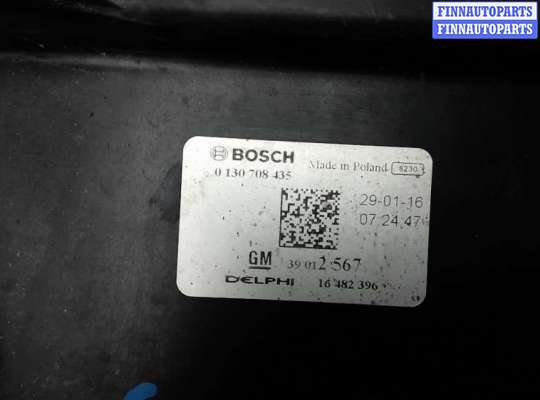 FINNAUTOPARTS
FINNAUTOPARTS
BOSCH Made in Poland 6230
0 130 708 435
29-01-16
07:24:47
GM 39 012 567
DELPHI 16 482 396